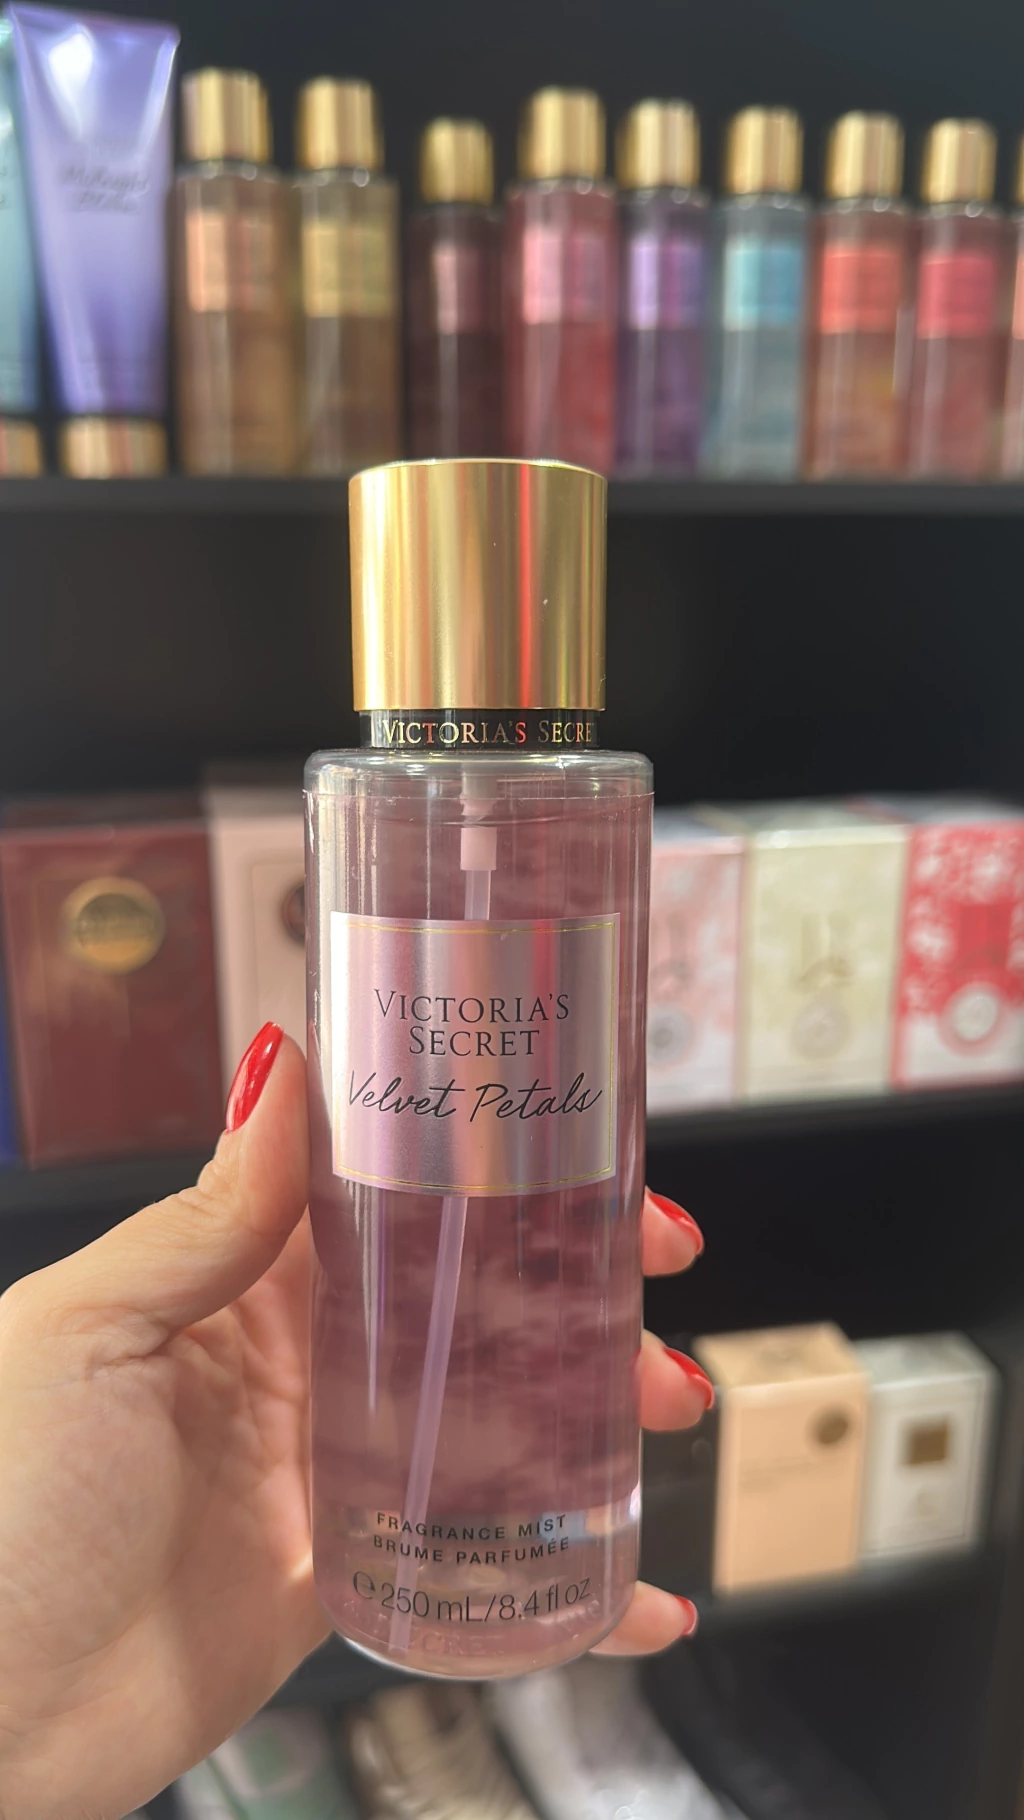 VICTORIA'S SECRE
VICTORIA'S
SECRET
Velvet Petals
FRAGRANCE MIST
BRUME PARFUMÉE
℮ 250 mL/8.4 fl oz